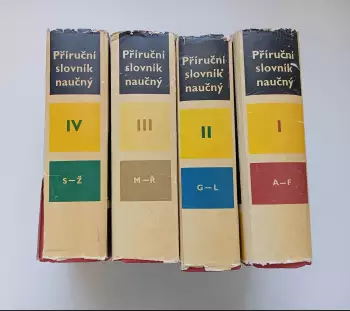 Příruční
slovník
naučný
IV
S–Ž
Příruční
slovník
naučný
III
M–Ř
Příruční
slovník
naučný
II
G–L
Příruční
slovník
naučný
I
A–F